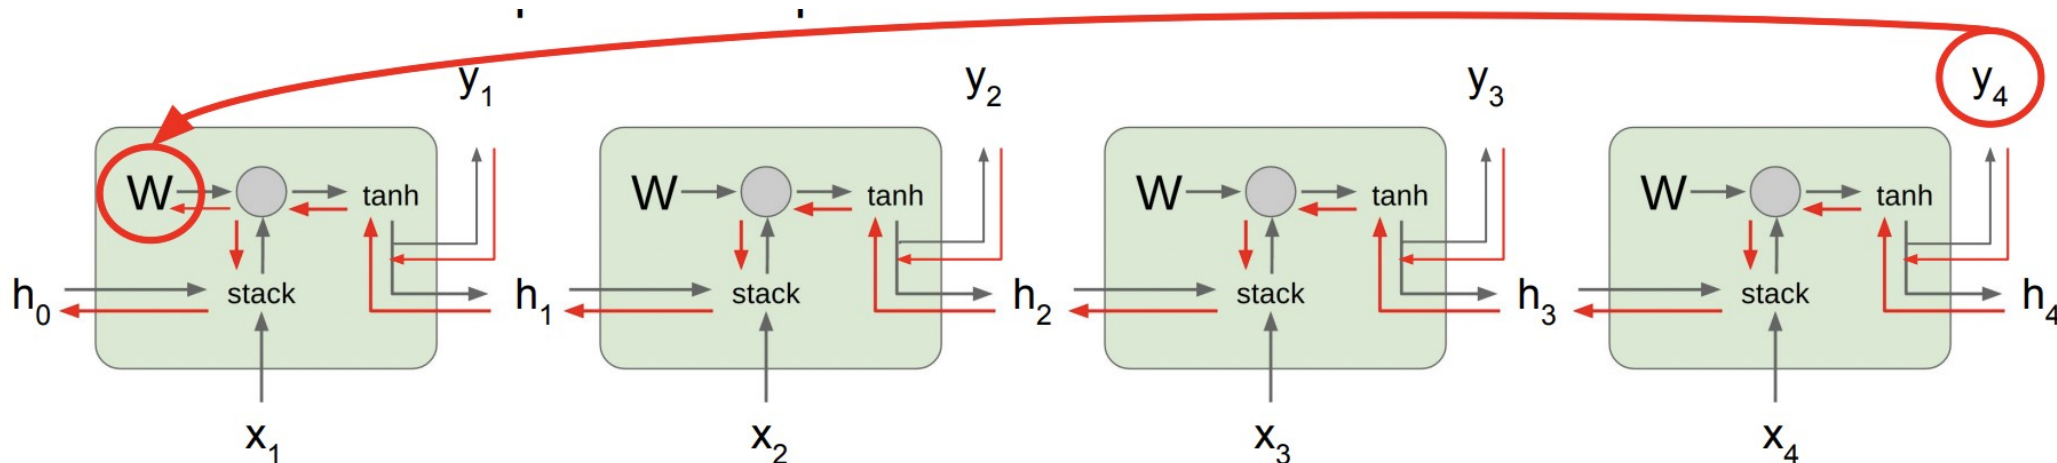 y1 y2 y3 y4
W tanh W tanh W tanh W tanh
h0 stack h1 stack h2 stack h3 stack h4
x1 x2 x3 x4